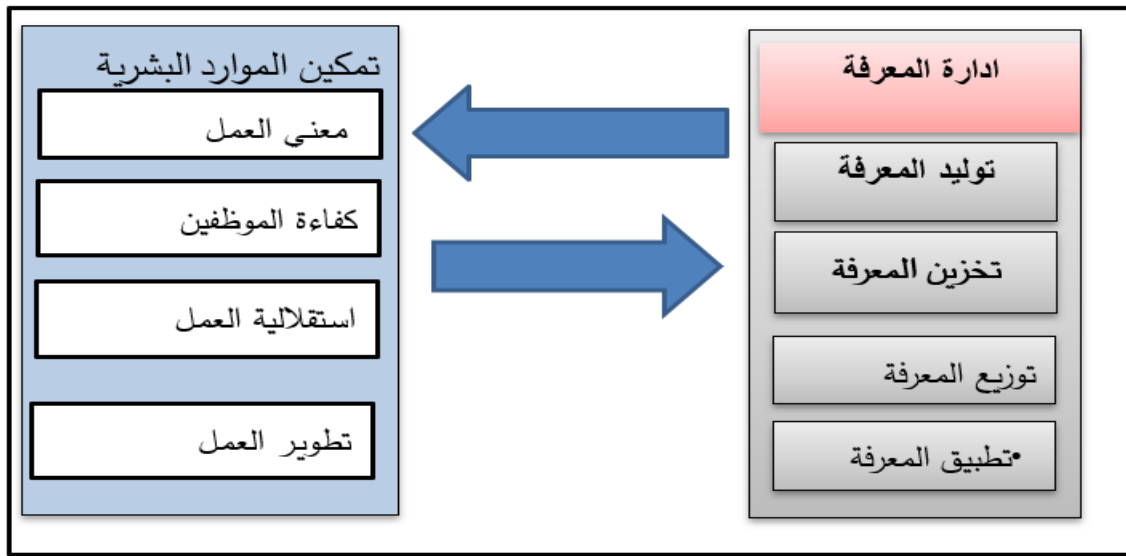 ادارة المعرفة
توليد المعرفة
تخزين المعرفة
توزيع المعرفة
•تطبيق المعرفة
تمكين الموارد البشرية
معنى العمل
كفاءة الموظفين
استقلالية العمل
تطوير العمل